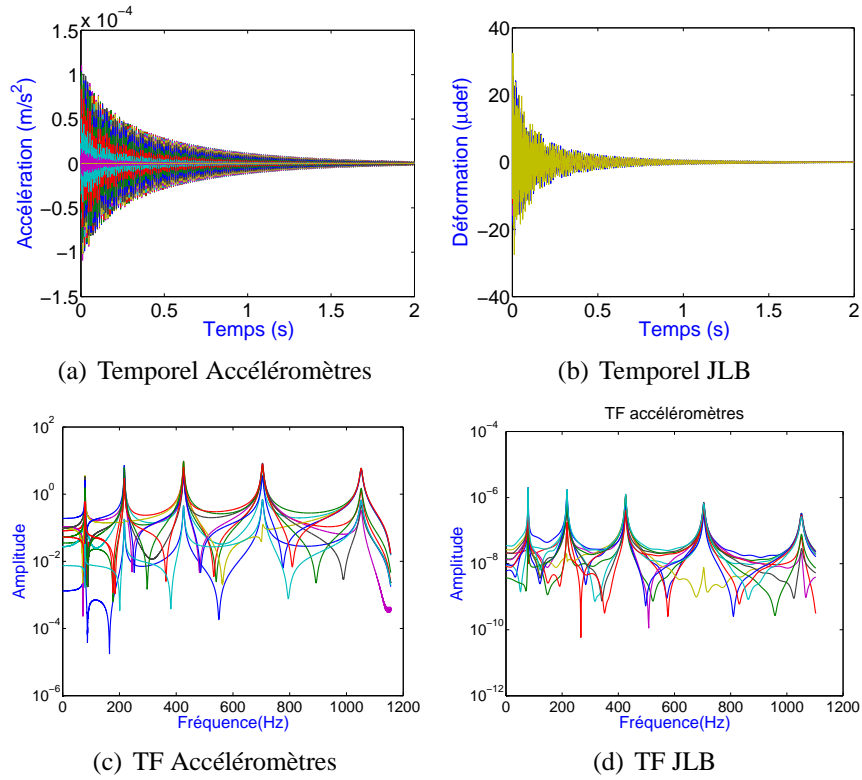 x 10⁻⁴
1.5
1
0.5
0
−0.5
−1
−1.5
0 0.5 1 1.5 2
Accélération (m/s²)
Temps (s)
(a) Temporel Accéléromètres
40
20
0
−20
−40
0 0.5 1 1.5 2
Déformation (μdef)
Temps (s)
(b) Temporel JLB
10²
10⁰
10⁻²
10⁻⁴
10⁻⁶
0 200 400 600 800 1000 1200
Amplitude
Fréquence(Hz)
(c) TF Accéléromètres
TF accéléromètres
10⁻⁴
10⁻⁶
10⁻⁸
10⁻¹⁰
10⁻¹²
0 200 400 600 800 1000 1200
Amplitude
Fréquence(Hz)
(d) TF JLB